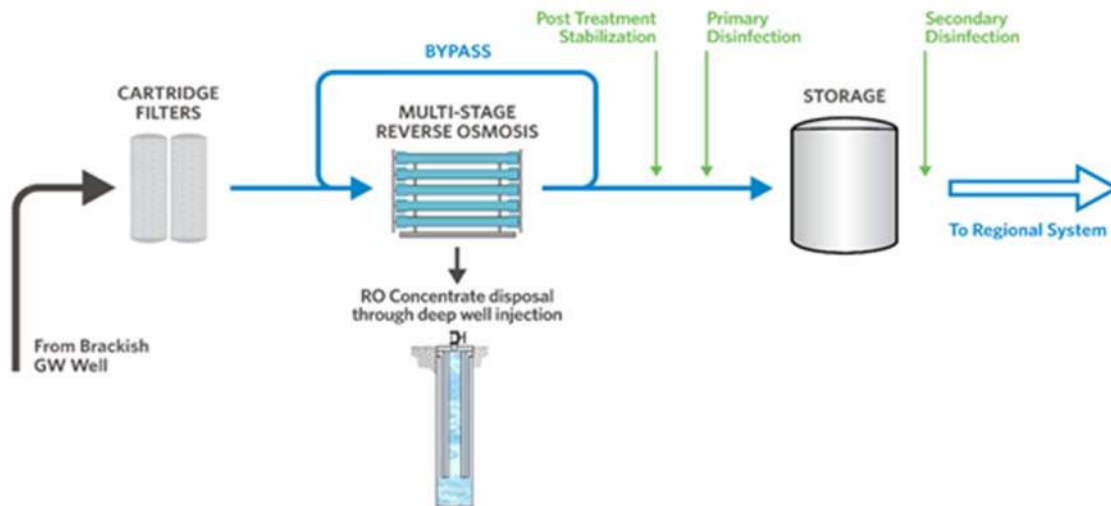 Post Treatment
Stabilization
Primary
Disinfection
Secondary
Disinfection
BYPASS
CARTRIDGE
FILTERS
MULTI-STAGE
REVERSE OSMOSIS
STORAGE
To Regional System
RO Concentrate disposal
through deep well injection
From Brackish
GW Well